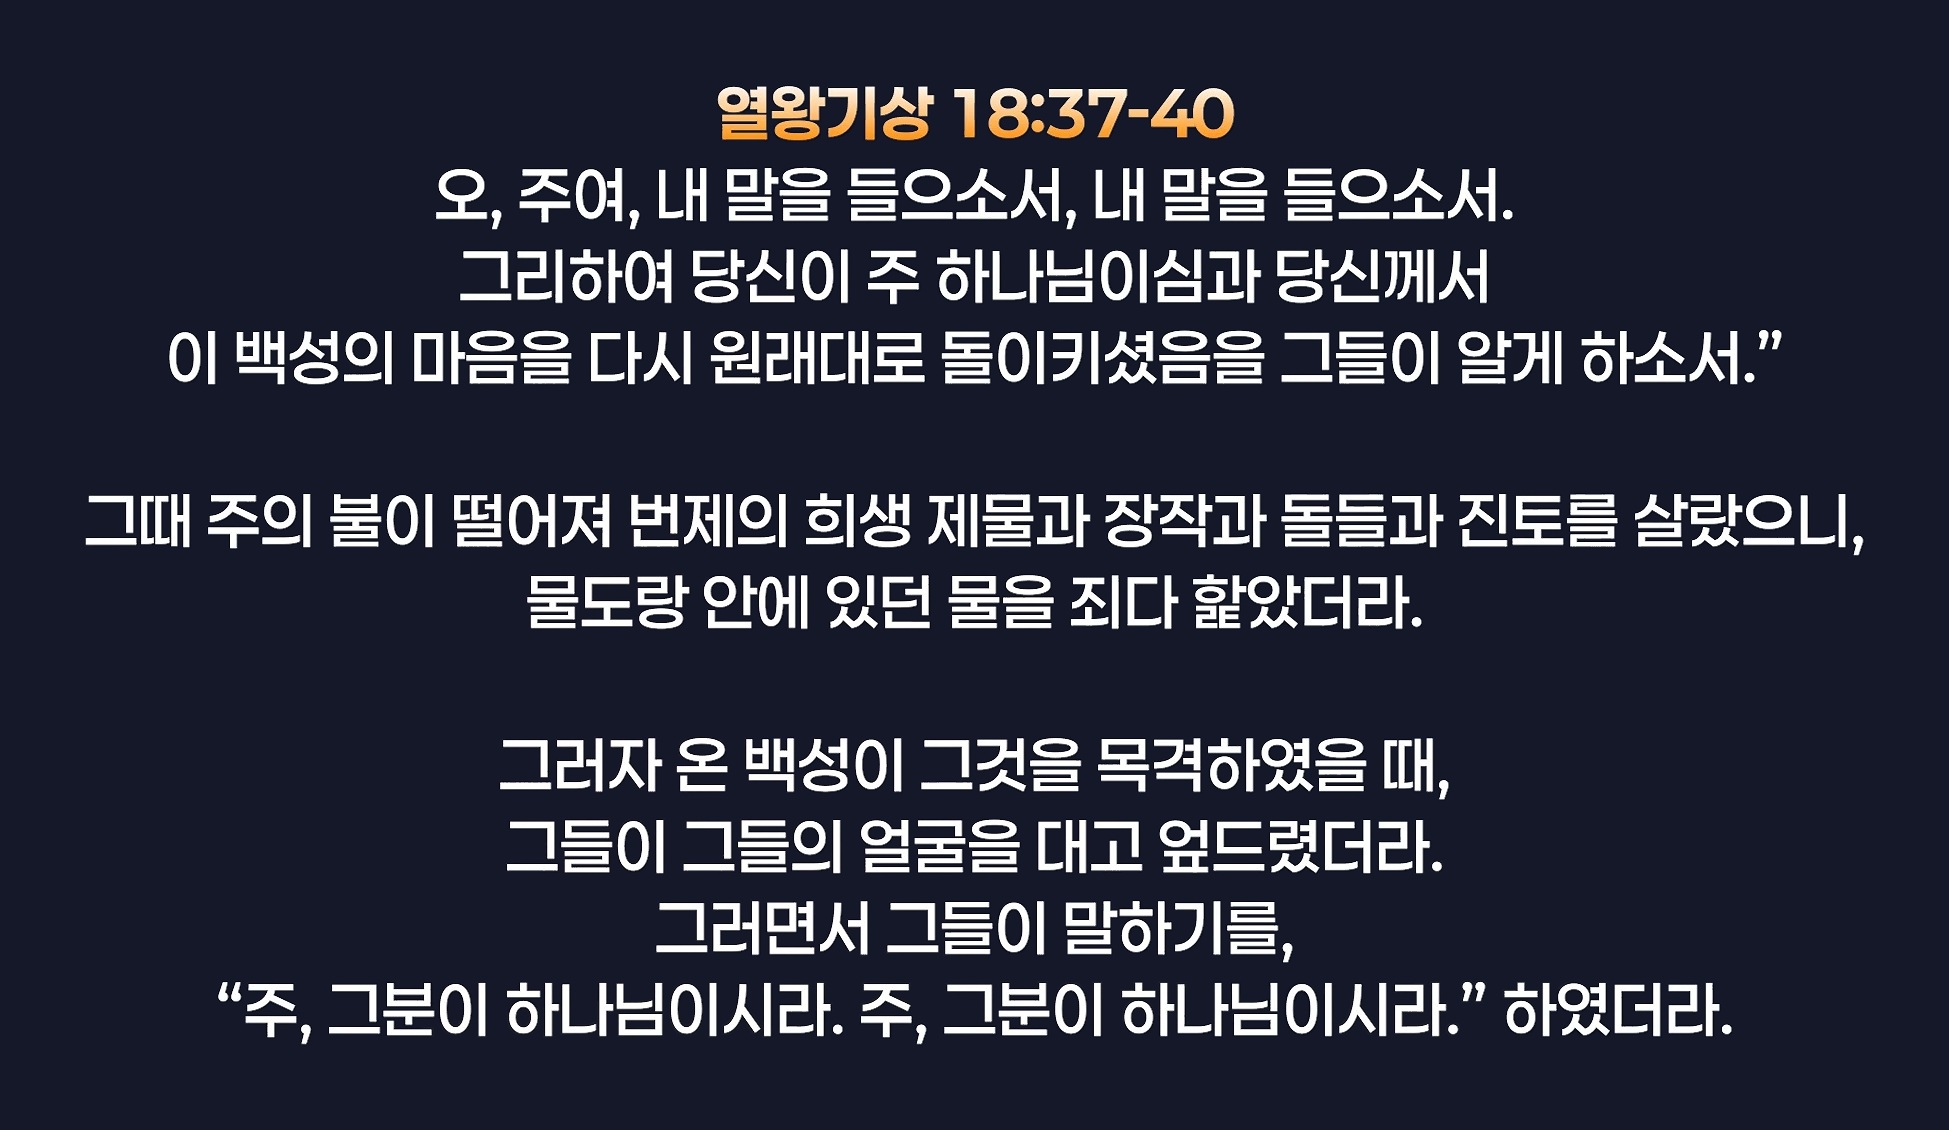 열왕기상 18:37-40
오, 주여, 내 말을 들으소서, 내 말을 들으소서.
그리하여 당신이 주 하나님이심과 당신께서
이 백성의 마음을 다시 원래대로 돌이키셨음을 그들이 알게 하소서.”
그때 주의 불이 떨어져 번제의 희생 제물과 장작과 돌들과 진토를 살랐으니,
물도랑 안에 있던 물을 죄다 핥았더라.
그러자 온 백성이 그것을 목격하였을 때,
그들이 그들의 얼굴을 대고 엎드렸더라.
그러면서 그들이 말하기를,
“주, 그분이 하나님이시라. 주, 그분이 하나님이시라.” 하였더라.